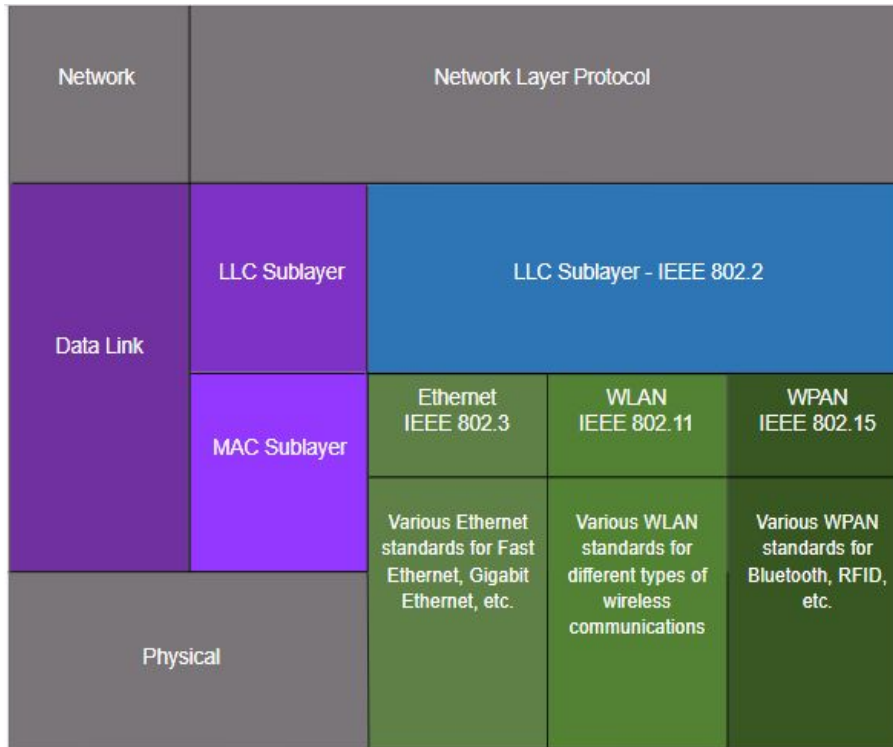 Network
Network Layer Protocol
Data Link
LLC Sublayer
LLC Sublayer - IEEE 802.2
MAC Sublayer
Ethernet
IEEE 802.3
WLAN
IEEE 802.11
WPAN
IEEE 802.15
Various Ethernet
standards for Fast
Ethernet, Gigabit
Ethernet, etc.
Various WLAN
standards for
different types of
wireless
communications
Various WPAN
standards for
Bluetooth, RFID,
etc.
Physical